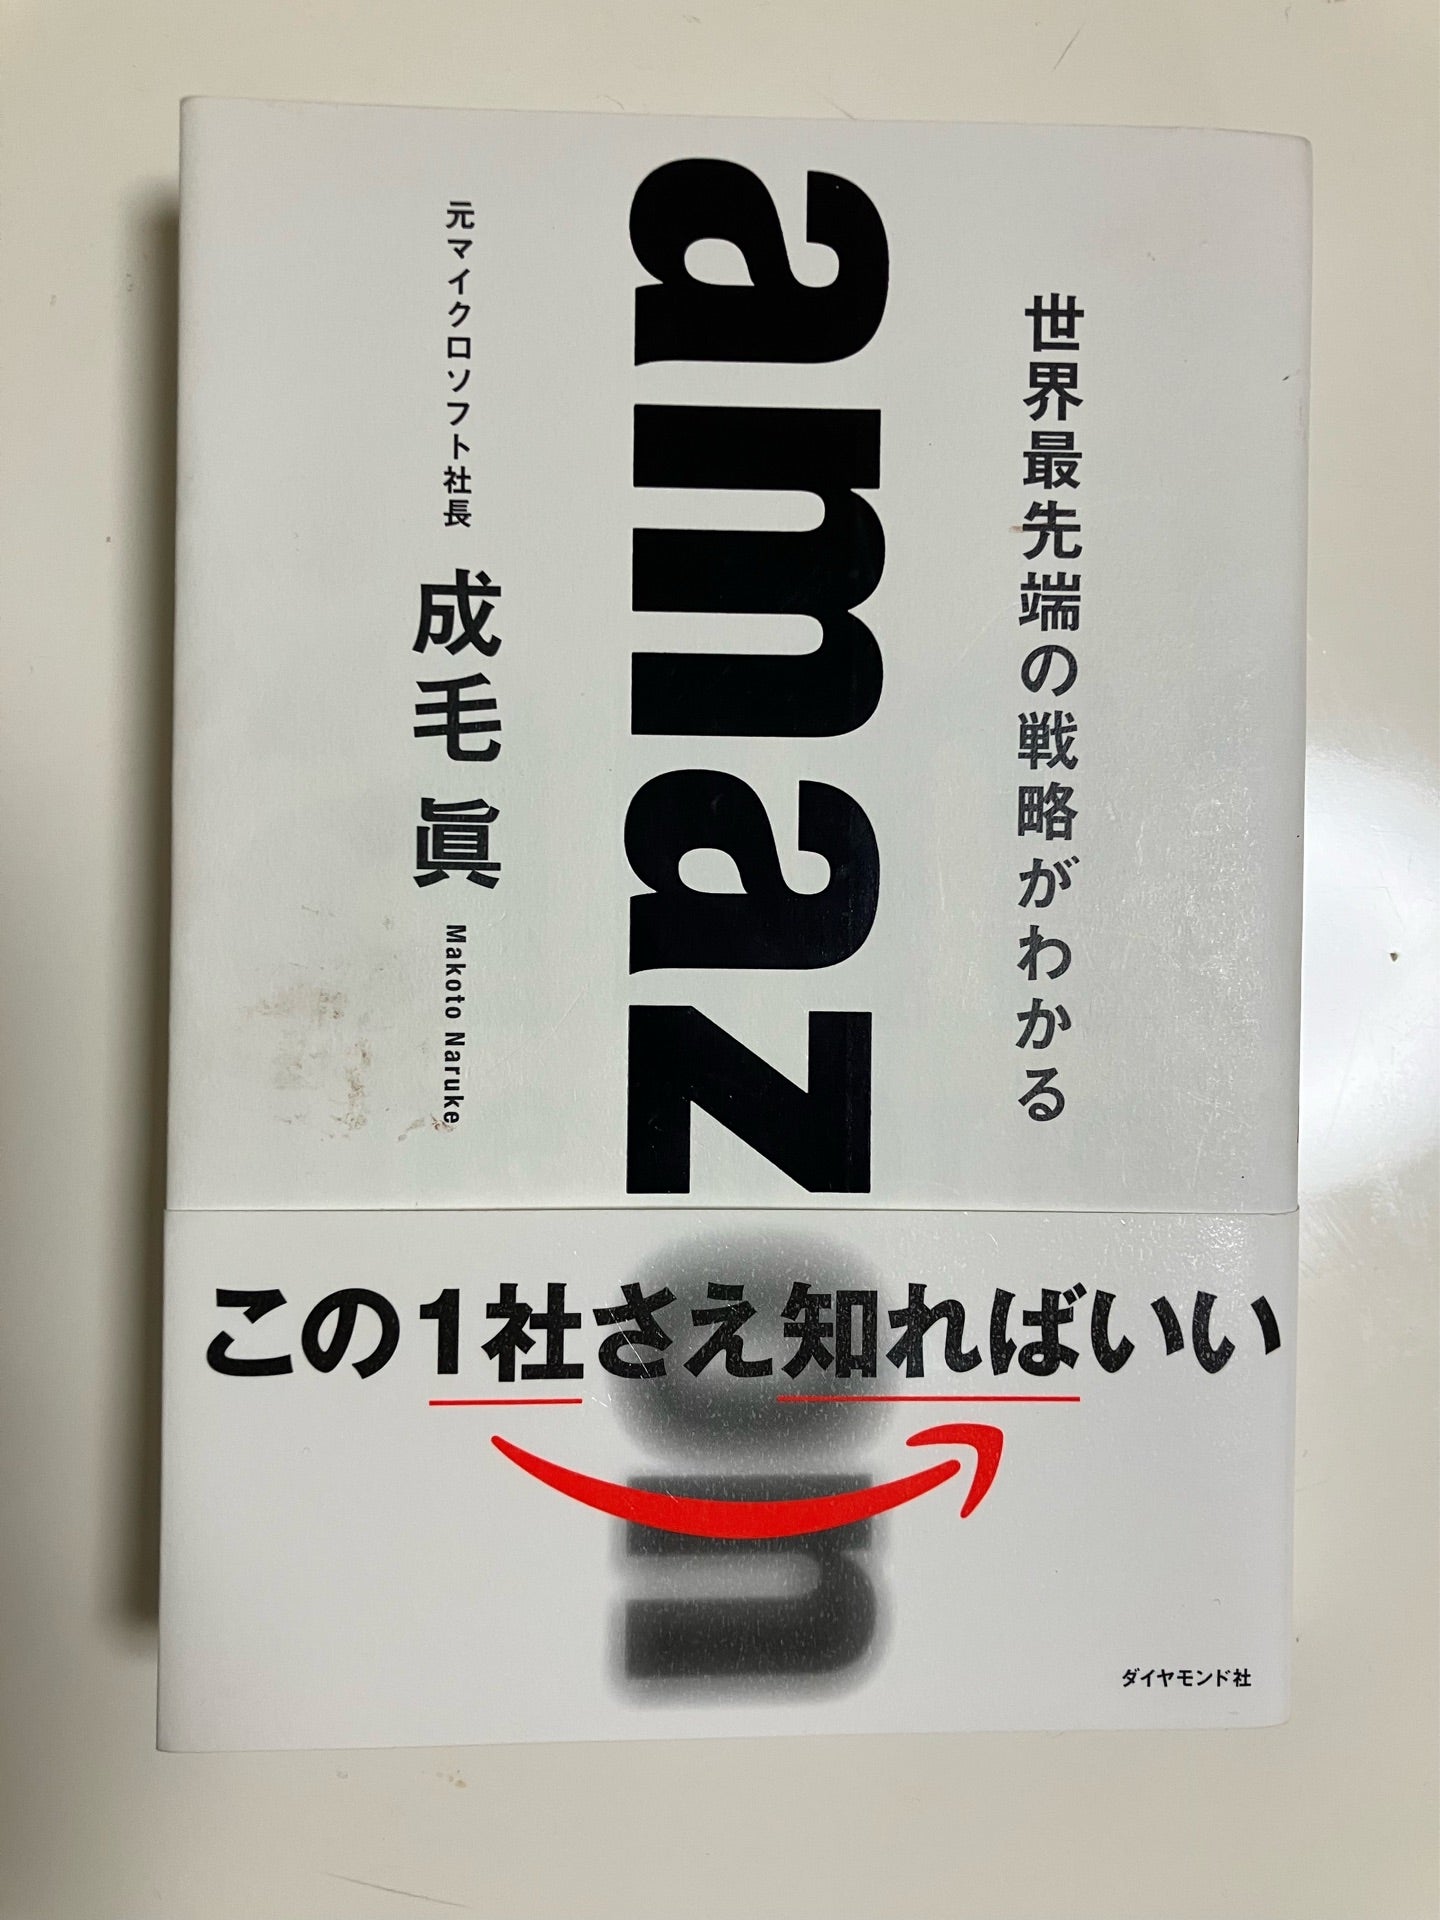 世界最先端の戦略がわかる
amazon
元マイクロソフト社長 成毛 眞 Makoto Naruke
この1社さえ知ればいい
ダイヤモンド社